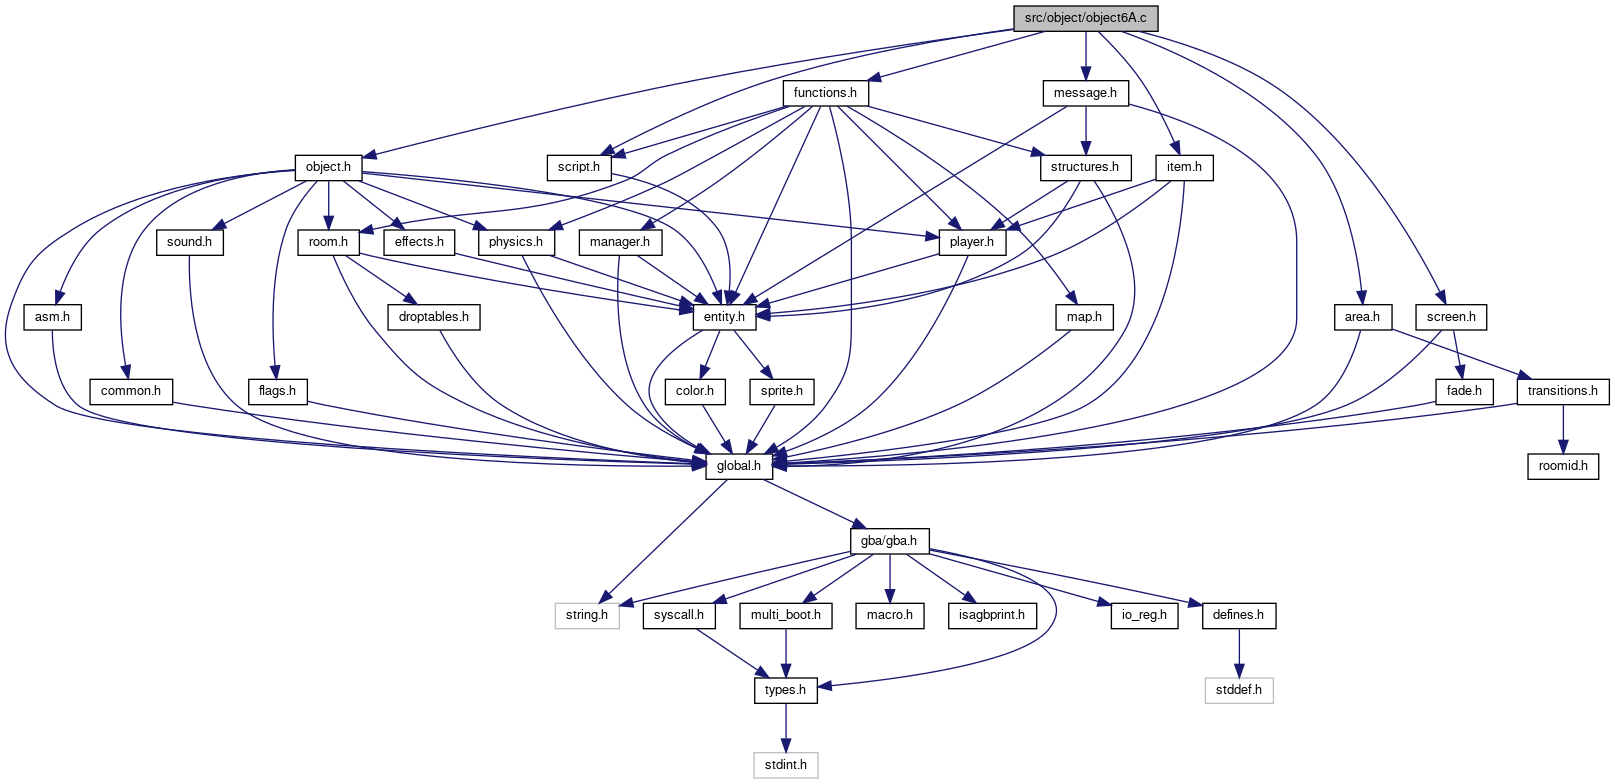 src/object/object6A.c
functions.h
message.h
object.h
script.h
structures.h
item.h
sound.h
room.h
effects.h
physics.h
manager.h
player.h
asm.h
droptables.h
entity.h
map.h
area.h
screen.h
common.h
flags.h
color.h
sprite.h
fade.h
transitions.h
global.h
roomid.h
gba/gba.h
string.h
syscall.h
multi_boot.h
macro.h
isagbprint.h
io_reg.h
defines.h
types.h
stddef.h
stdint.h